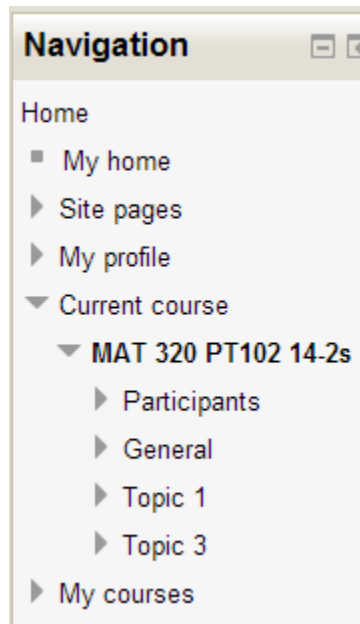 Navigation
Home
My home
Site pages
My profile
Current course
MAT 320 PT102 14-2s
Participants
General
Topic 1
Topic 3
My courses